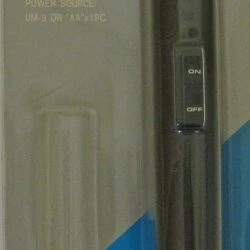 POWER SOURCE:
UM-3 OR "AA"x1PC
ON
OFF